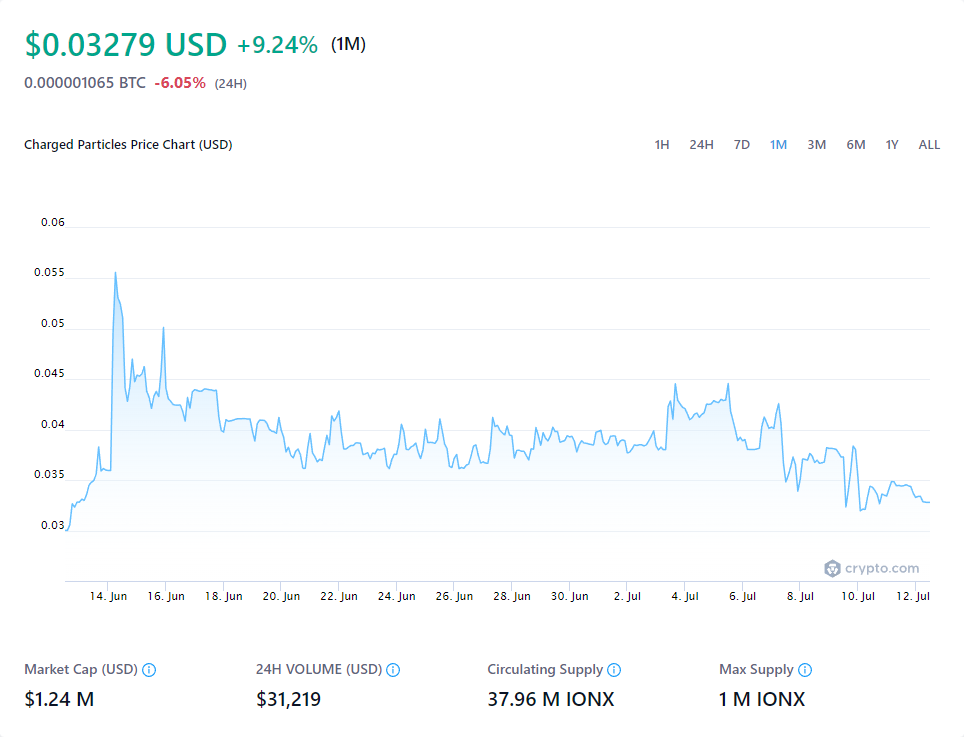 $0.03279 USD +9.24% (1M)
0.000001065 BTC -6.05% (24H)
Charged Particles Price Chart (USD)
1H 24H 7D 1M 3M 6M 1Y ALL
0.06
0.055
0.05
0.045
0.04
0.035
0.03
crypto.com
14. Jun 16. Jun 18. Jun 20. Jun 22. Jun 24. Jun 26. Jun 28. Jun 30. Jun 2. Jul 4. Jul 6. Jul 8. Jul 10. Jul 12. Jul
Market Cap (USD) 24H VOLUME (USD) Circulating Supply Max Supply
$1.24 M $31,219 37.96 M IONX 1 M IONX